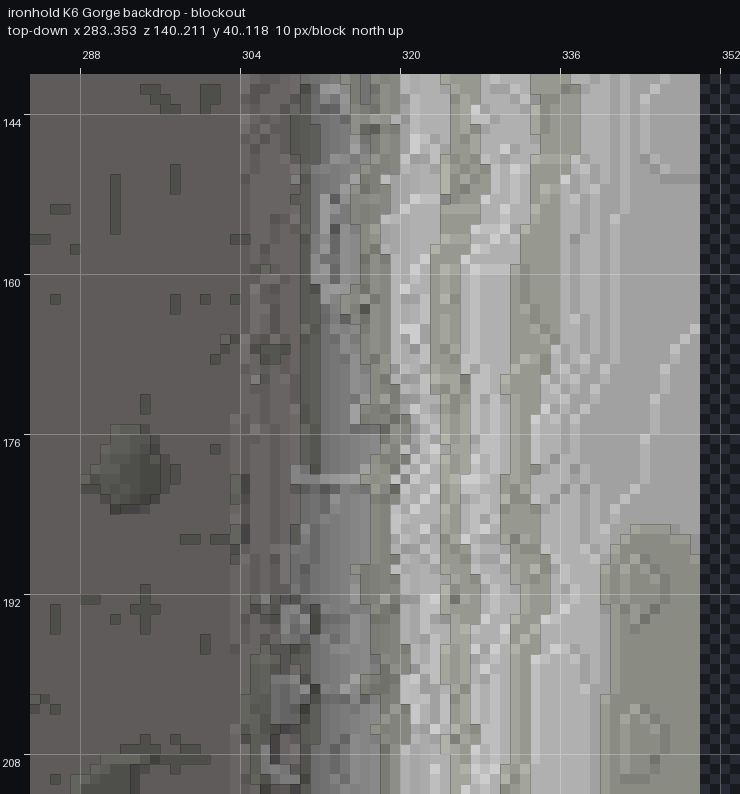 ironhold K6 Gorge backdrop - blockout
top-down  x 283..353  z 140..211  y 40..118  10 px/block  north up
288 304 320 336 352
144
160
176
192
208